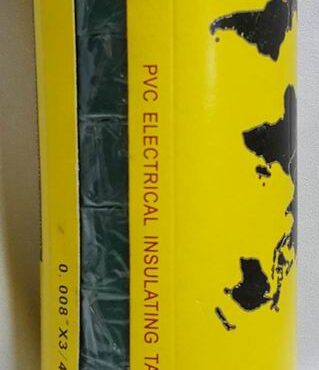 PVC ELECTRICAL INSULATING TA
0.008"X3/4